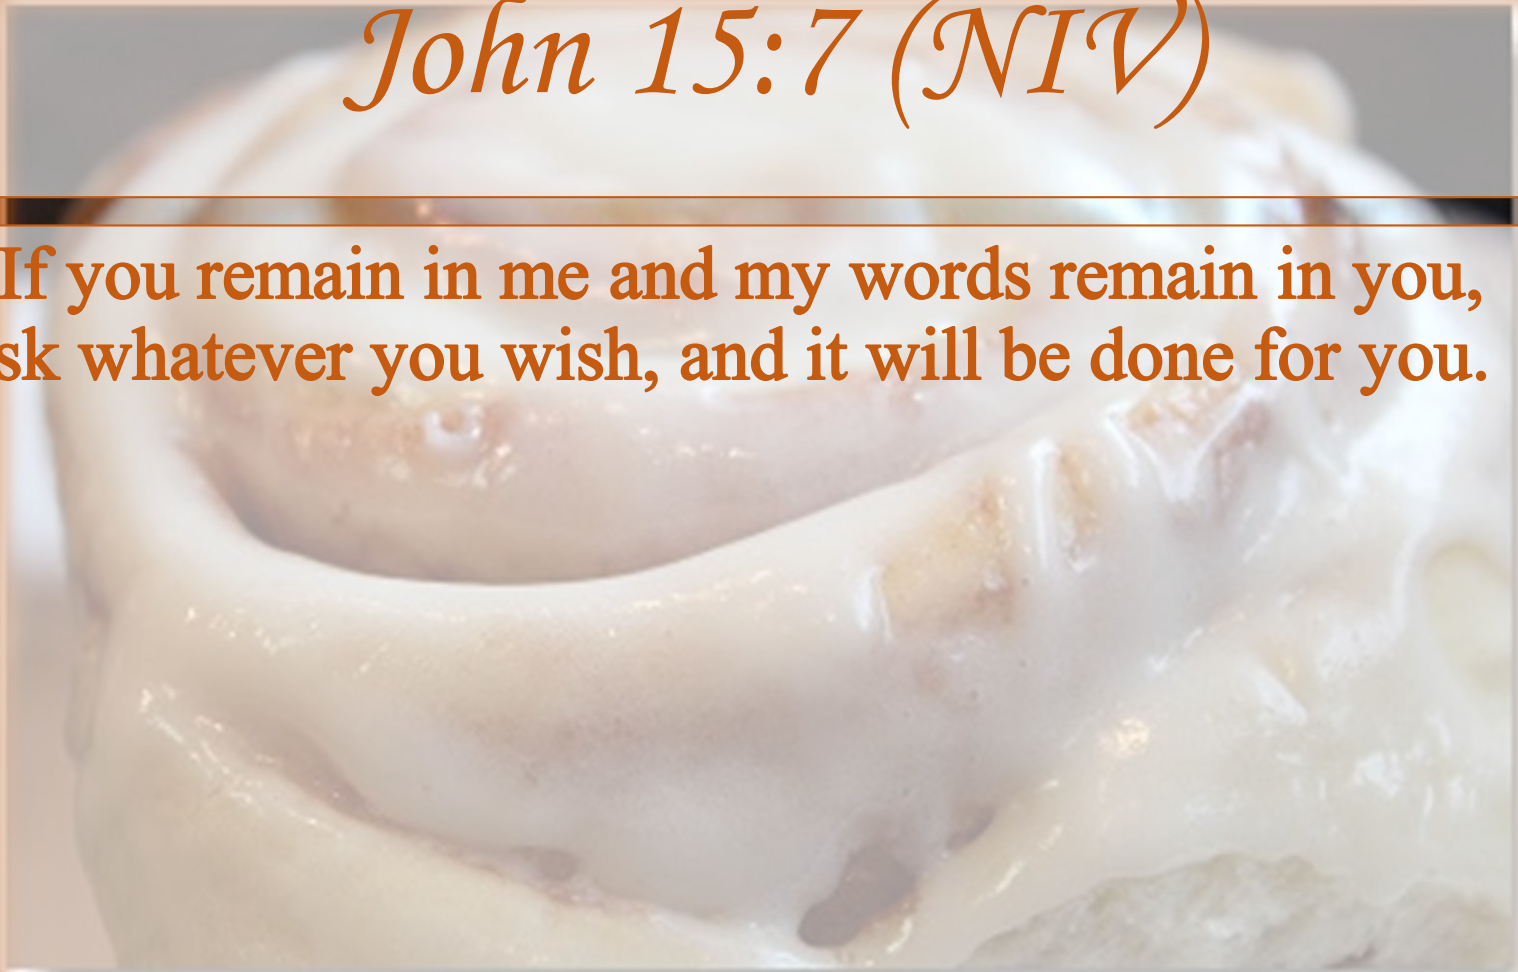 John 15:7 (NIV)
If you remain in me and my words remain in you,
sk whatever you wish, and it will be done for you.